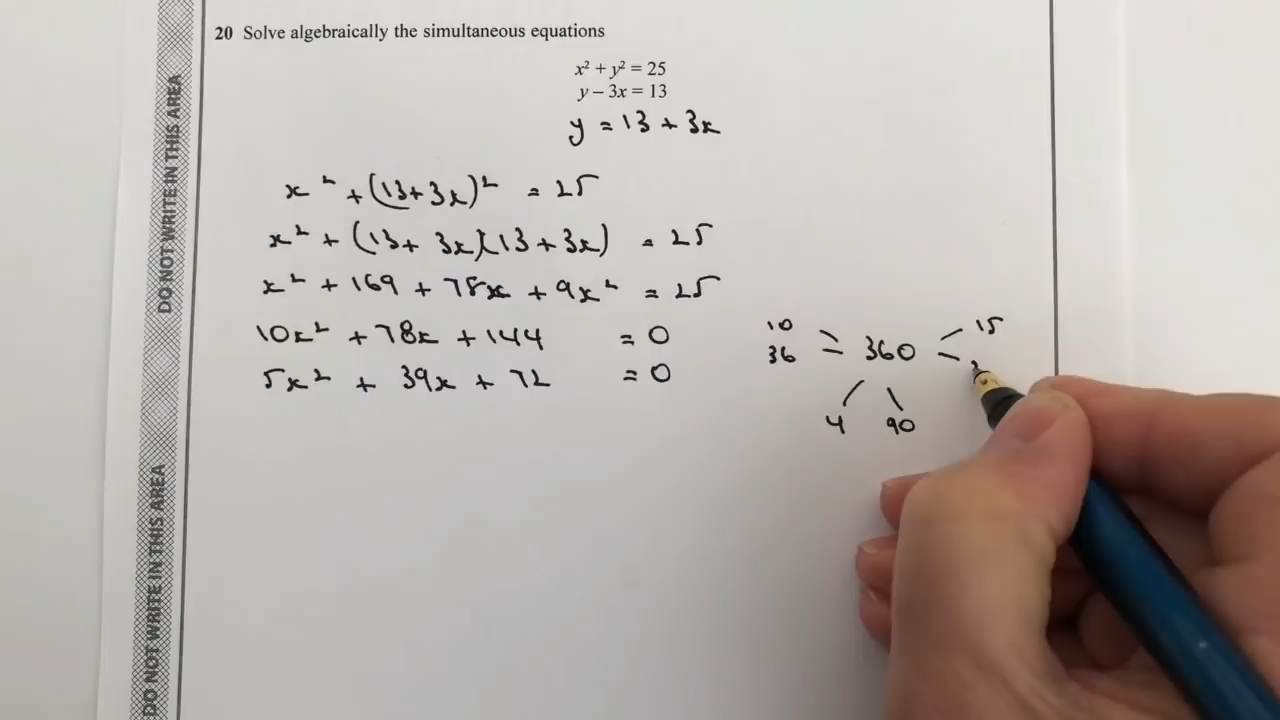 20 Solve algebraically the simultaneous equations
x² + y² = 25
y – 3x = 13
y = 13 + 3x
x² + (13+3x)² = 25
x² + (13+ 3x)(13 + 3x) = 25
x² + 169 + 78x + 9x² = 25
10x² + 78x + 144 = 0
5x² + 39x + 72 = 0
10
36
360
15
4
90
DO NOT WRITE IN THIS AREA
DO NOT WRITE IN THIS AREA